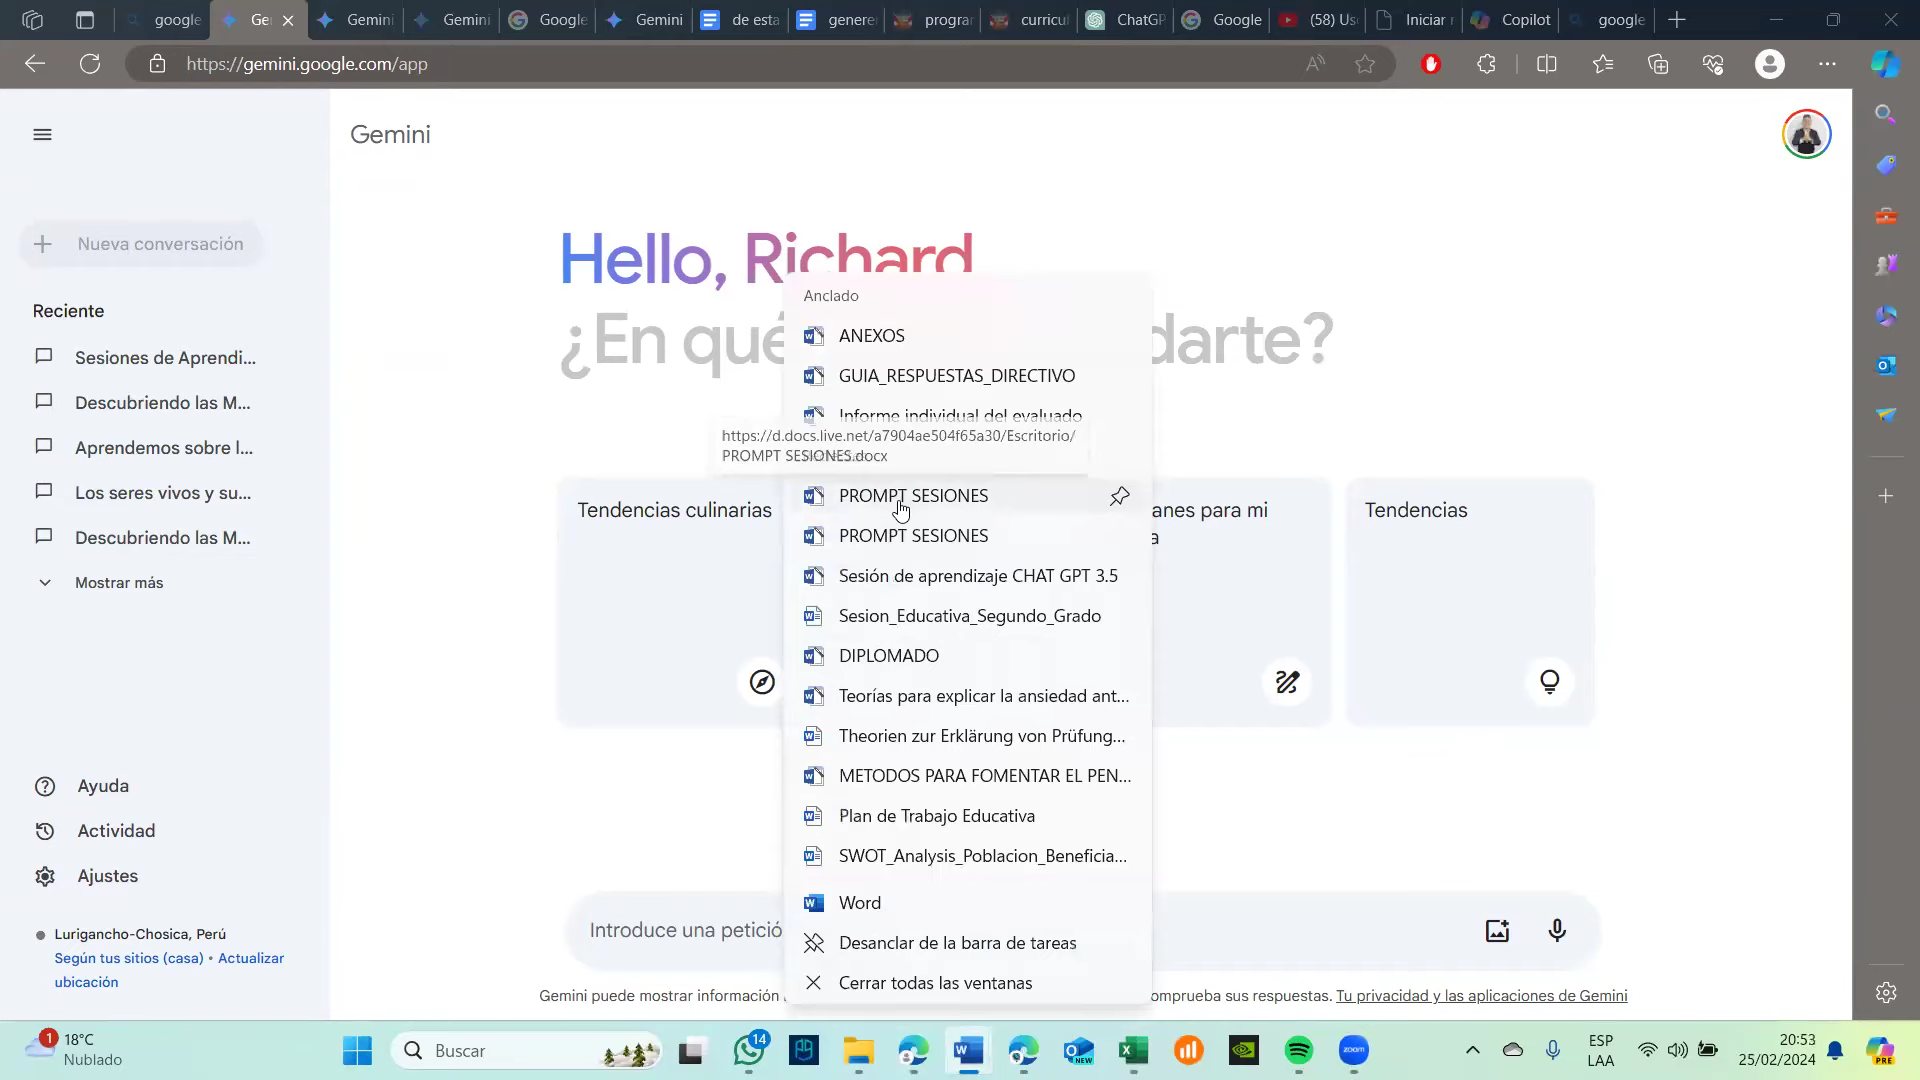 google
Ge
Gemini
Gemini
Google
Gemini
de esta
genere
prograr
curricu
ChatGP
Google
(58) Us
Iniciar
Copilot
google
https://gemini.google.com/app
Gemini
Nueva conversación
Reciente
Sesiones de Aprendi...
Descubriendo las M...
Aprendemos sobre l...
Los seres vivos y su...
Descubriendo las M...
Mostrar más
Ayuda
Actividad
Ajustes
Lurigancho-Chosica, Perú
Según tus sitios (casa) • Actualizar
ubicación
Hello, Richard
¿En qué
darte?
Tendencias culinarias
anes para mi
a
Tendencias
Anclado
ANEXOS
GUIA_RESPUESTAS_DIRECTIVO
Informe individual del evaluado
https://d.docs.live.net/a7904ae504f65a30/Escritorio/
PROMPT SESIONES.docx
PROMPT SESIONES
PROMPT SESIONES
Sesión de aprendizaje CHAT GPT 3.5
Sesion_Educativa_Segundo_Grado
DIPLOMADO
Teorías para explicar la ansiedad ant...
Theorien zur Erklärung von Prüfung...
METODOS PARA FOMENTAR EL PEN...
Plan de Trabajo Educativa
SWOT_Analysis_Poblacion_Beneficia...
Word
Desanclar de la barra de tareas
Cerrar todas las ventanas
Introduce una petició
Gemini puede mostrar información
omprueba sus respuestas. Tu privacidad y las aplicaciones de Gemini
1
18°C
Nublado
Buscar
14
NEW
zoom
ESP
LAA
20:53
25/02/2024
PRE